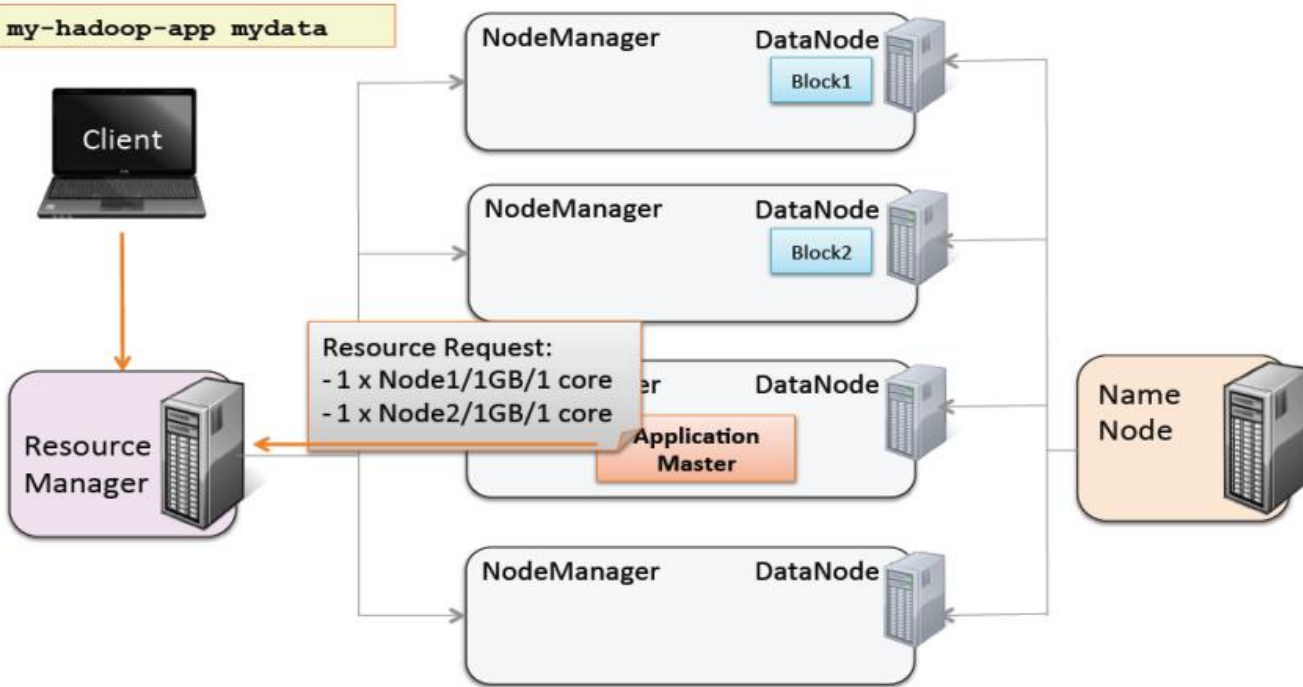 my-hadoop-app mydata
Client
Resource
Manager
NodeManager DataNode
Block1
NodeManager DataNode
Block2
Resource Request:
- 1 x Node1/1GB/1 core
- 1 x Node2/1GB/1 core
er DataNode
Application
Master
NodeManager DataNode
Name
Node